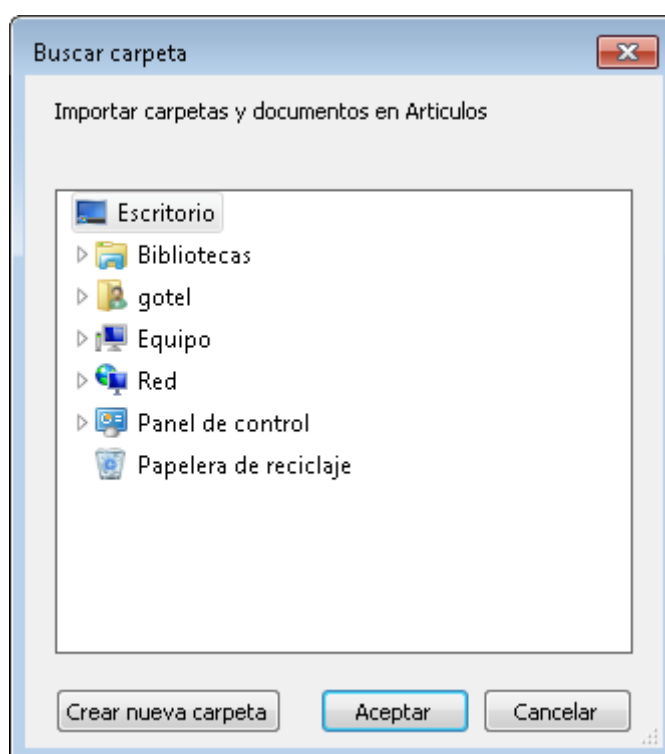 Buscar carpeta
Importar carpetas y documentos en Articulos
Escritorio
Bibliotecas
gotel
Equipo
Red
Panel de control
Papelera de reciclaje
Crear nueva carpeta Aceptar Cancelar